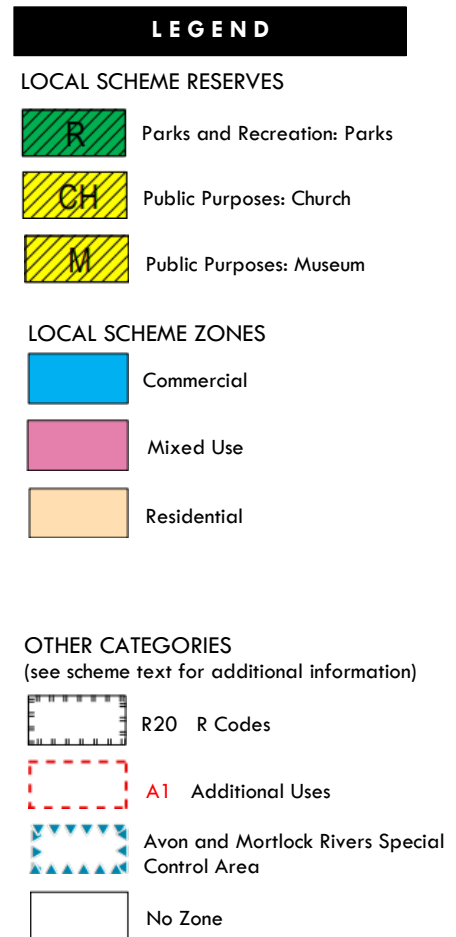 LEGEND
LOCAL SCHEME RESERVES
R Parks and Recreation: Parks
CH Public Purposes: Church
M Public Purposes: Museum
LOCAL SCHEME ZONES
Commercial
Mixed Use
Residential
OTHER CATEGORIES
(see scheme text for additional information)
R20 R Codes
A1 Additional Uses
Avon and Mortlock Rivers Special
Control Area
No Zone